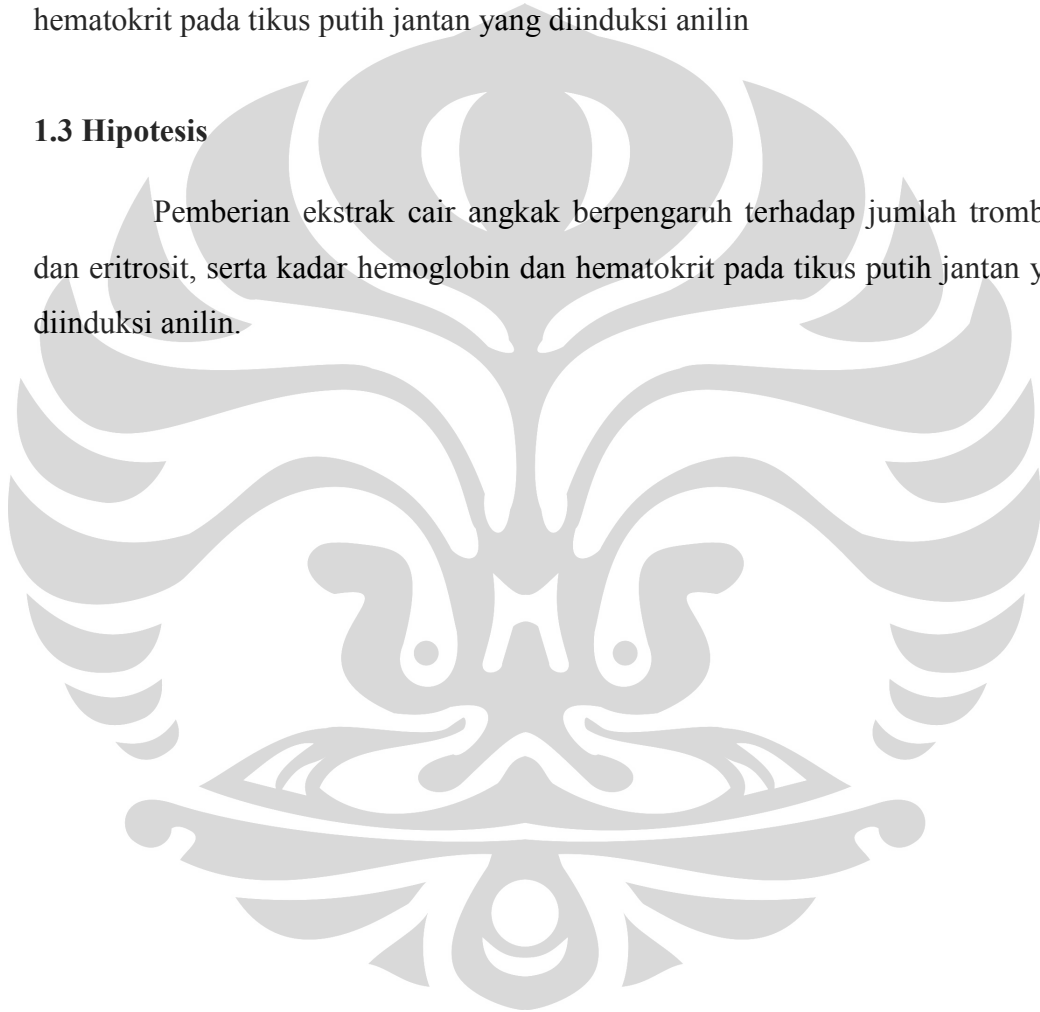 hematokrit pada tikus putih jantan yang diinduksi anilin
1.3 Hipotesis
Pemberian ekstrak cair angkak berpengaruh terhadap jumlah tromb
dan eritrosit, serta kadar hemoglobin dan hematokrit pada tikus putih jantan y
diinduksi anilin.